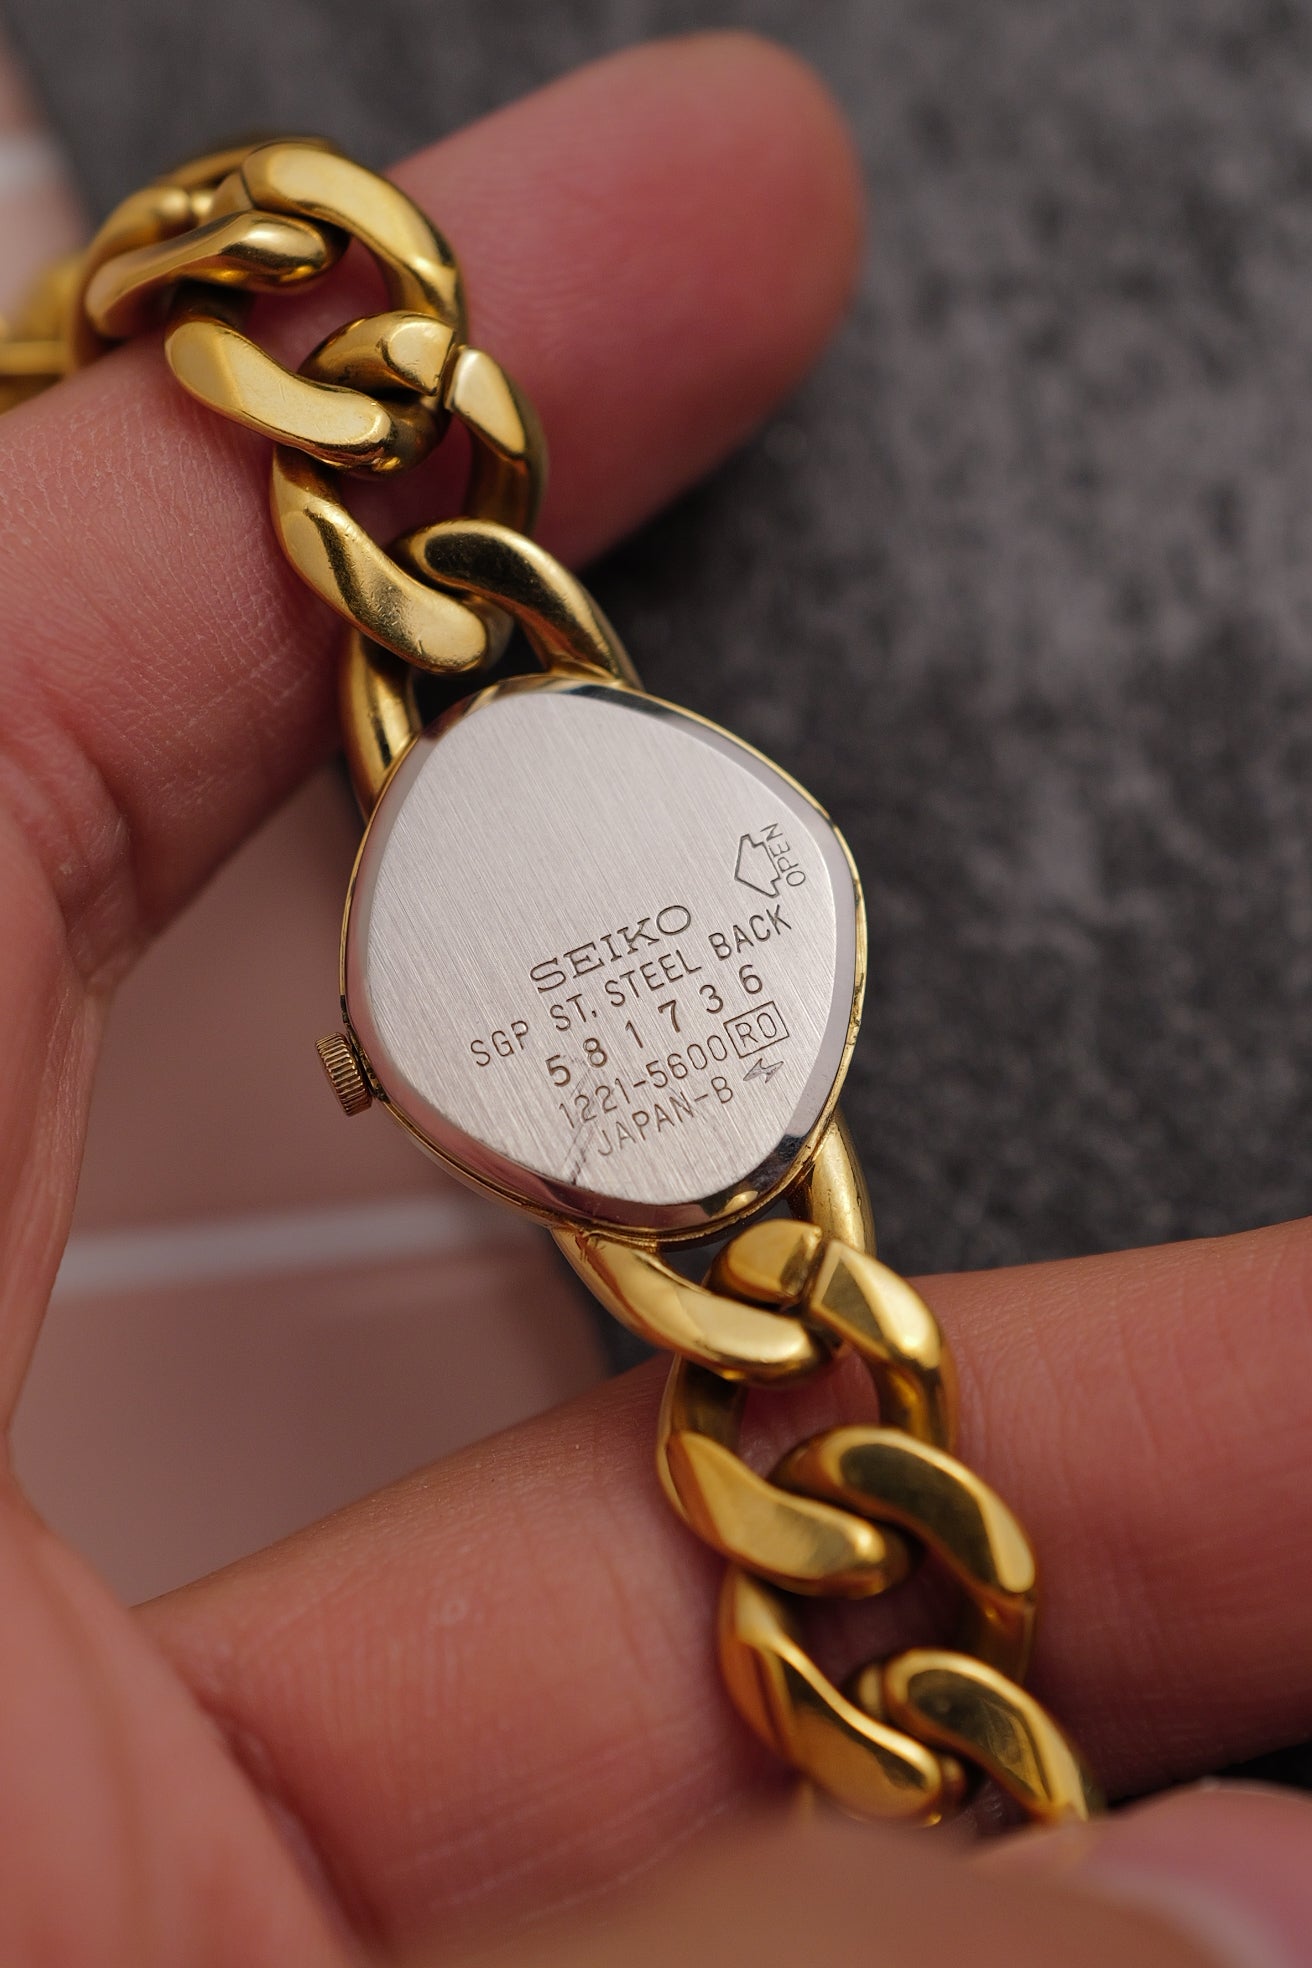 OPEN
SEIKO
SGP ST. STEEL BACK
581736
1221-5600 RO
JAPAN-B